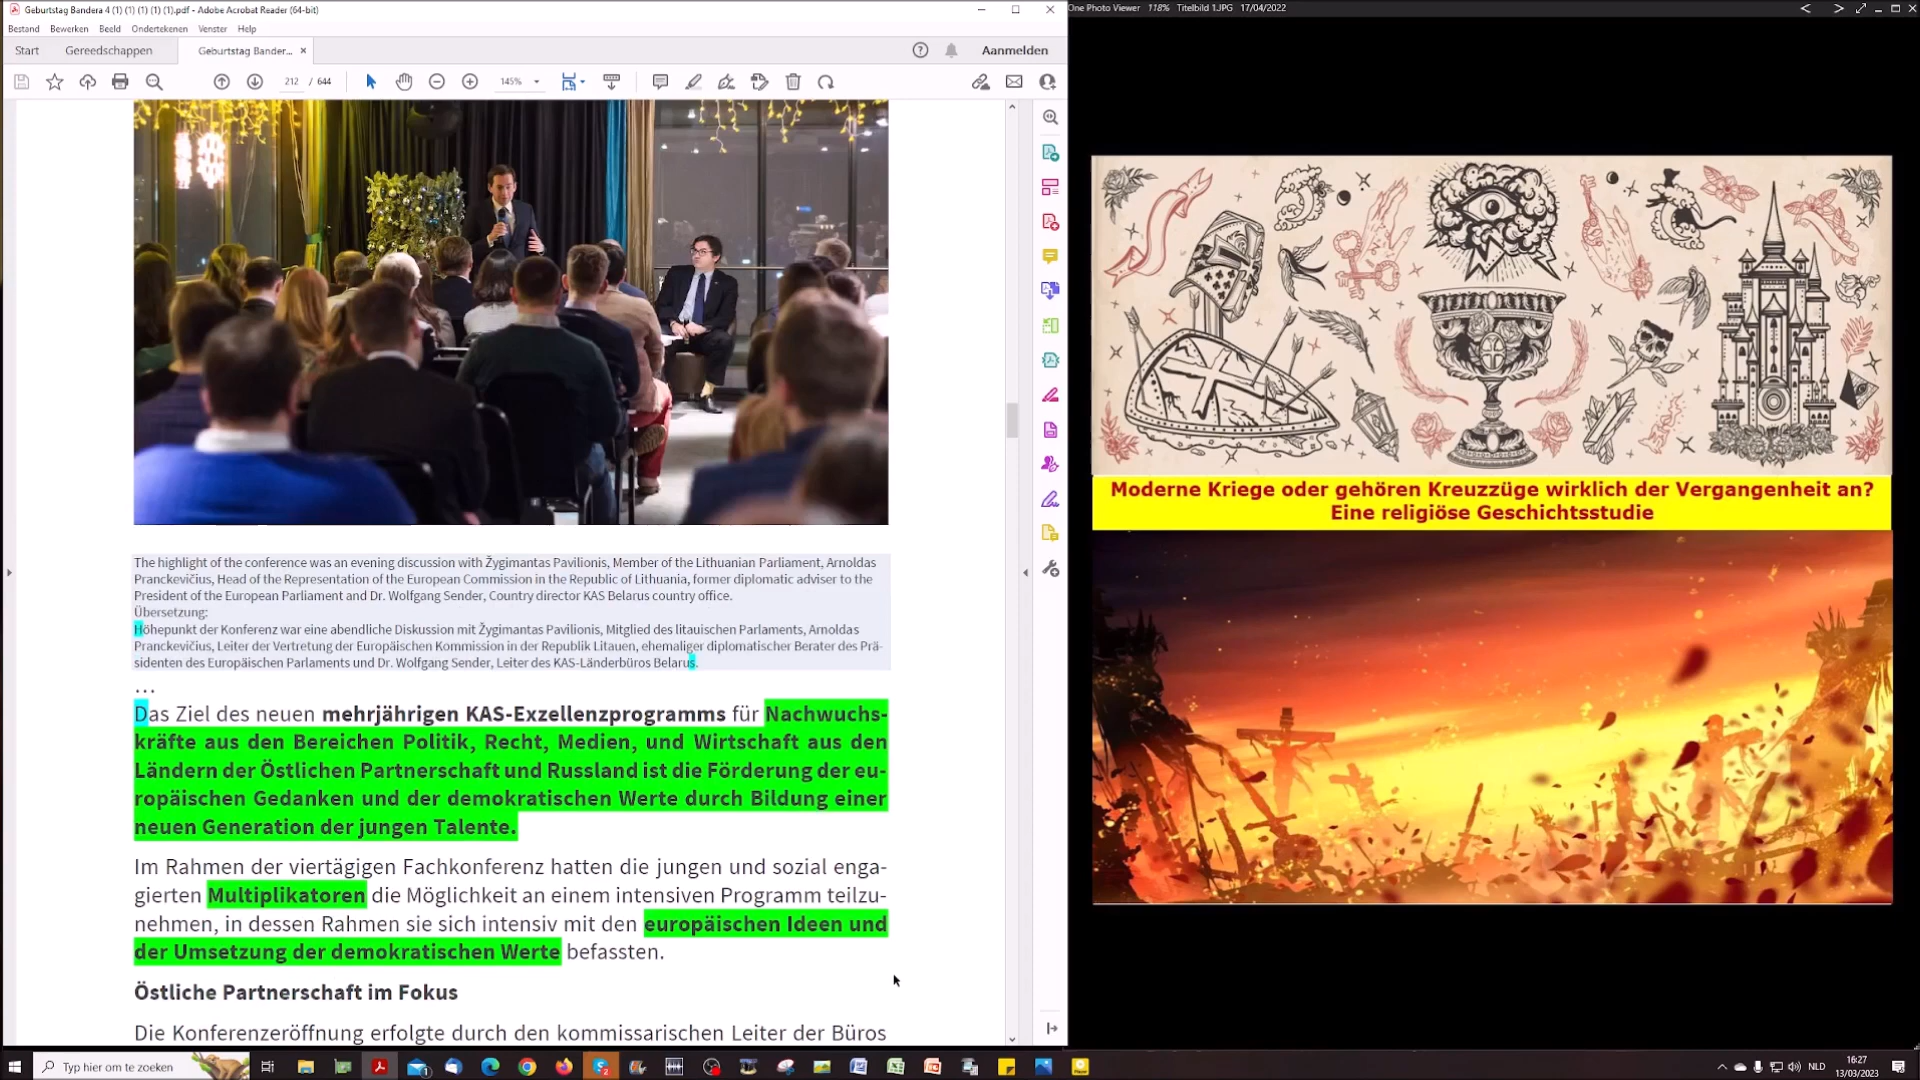 Geburtstag Bandera 4 (1) (1) (1) (1) (1).pdf - Adobe Acrobat Reader (64-bit)
Bestand Bewerken Beeld Ondertekenen Venster Help
Start Gereedschappen Geburtstag Bander... × Aanmelden
212 / 644 145%
The highlight of the conference was an evening discussion with Žygimantas Pavilionis, Member of the Lithuanian Parliament, Arnoldas
Pranckevičius, Head of the Representation of the European Commission in the Republic of Lithuania, former diplomatic adviser to the
President of the European Parliament and Dr. Wolfgang Sender, Country director KAS Belarus country office.
Übersetzung:
Höhepunkt der Konferenz war eine abendliche Diskussion mit Žygimantas Pavilionis, Mitglied des litauischen Parlaments, Arnoldas
Pranckevičius, Leiter der Vertretung der Europäischen Kommission in der Republik Litauen, ehemaliger diplomatischer Berater des Prä-
sidenten des Europäischen Parlaments und Dr. Wolfgang Sender, Leiter des KAS-Länderbüros Belarus.
…
Das Ziel des neuen mehrjährigen KAS-Exzellenzprogramms für Nachwuchs-
kräfte aus den Bereichen Politik, Recht, Medien, und Wirtschaft aus den
Ländern der Östlichen Partnerschaft und Russland ist die Förderung der eu-
ropäischen Gedanken und der demokratischen Werte durch Bildung einer
neuen Generation der jungen Talente.
Im Rahmen der viertägigen Fachkonferenz hatten die jungen und sozial enga-
gierten Multiplikatoren die Möglichkeit an einem intensiven Programm teilzu-
nehmen, in dessen Rahmen sie sich intensiv mit den europäischen Ideen und
der Umsetzung der demokratischen Werte befassten.
Östliche Partnerschaft im Fokus
Die Konferenzeröffnung erfolgte durch den kommissarischen Leiter der Büros
One Photo Viewer 118% Titelbild 1.JPG 17/04/2022
Moderne Kriege oder gehören Kreuzzüge wirklich der Vergangenheit an?
Eine religiöse Geschichtsstudie
Typ hier om te zoeken
NLD
16:27
13/03/2023